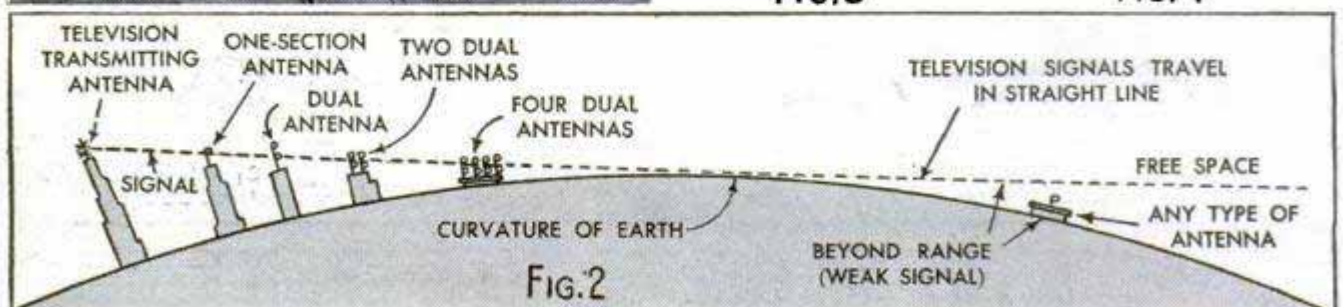 TELEVISION
TRANSMITTING
ANTENNA
ONE-SECTION
ANTENNA
DUAL
ANTENNA
TWO DUAL
ANTENNAS
FOUR DUAL
ANTENNAS
TELEVISION SIGNALS TRAVEL
IN STRAIGHT LINE
FREE SPACE
SIGNAL
CURVATURE OF EARTH
BEYOND RANGE
(WEAK SIGNAL)
ANY TYPE OF
ANTENNA
FIG.2